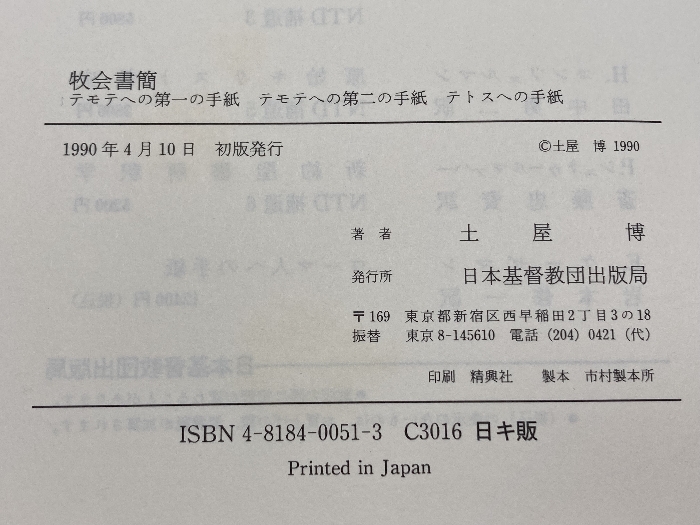 牧会書簡
テモテへの第一の手紙　テモテへの第二の手紙　テトスへの手紙
1990年4月10日　初版発行　©土屋　博 1990
著者　土屋　博
発行所　日本基督教団出版局
〒169　東京都新宿区西早稲田2丁目3の18
振替　東京8-145610　電話（204）0421（代）
印刷　精興社　製本　市村製本所
ISBN 4-8184-0051-3　C3016　日キ販
Printed in Japan